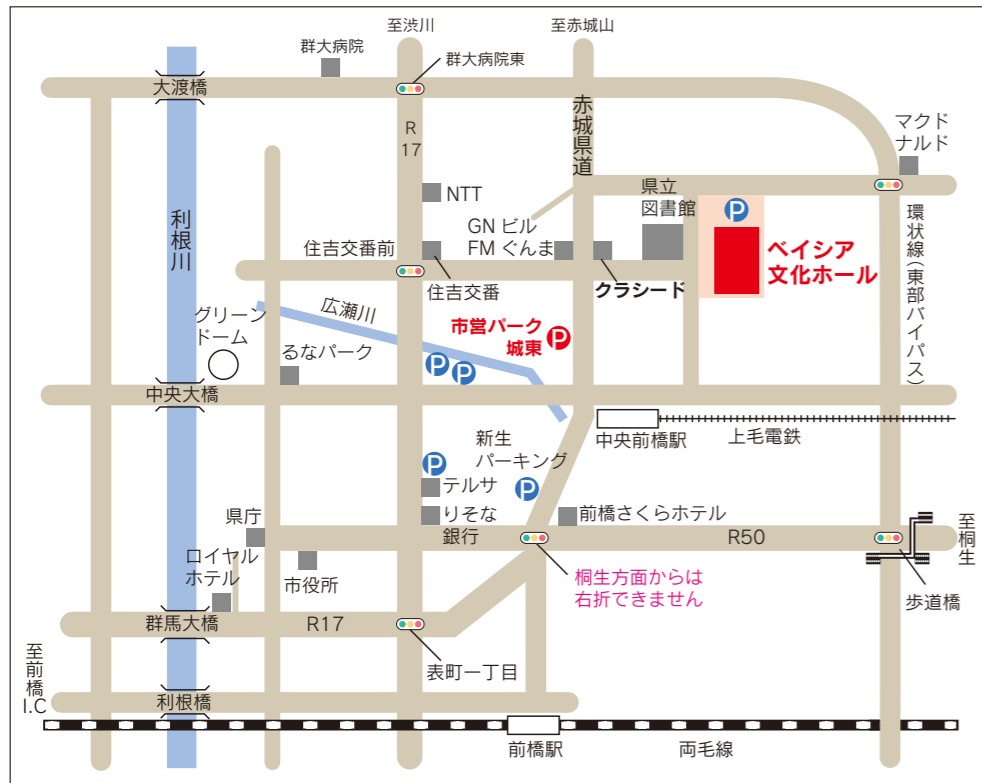 至渋川
至赤城山
群大病院
群大病院東
大渡橋
R
17
赤城県道
マクド
ナルド
利根川
NTT
県立
図書館
P
GN ビル
FM ぐんま
住吉交番前
住吉交番
クラシード
ベイシア
文化ホール
環状線(東部バイパス)
広瀬川
グリーン
ドーム
るなパーク
市営パーク
城東
P
P
P
中央大橋
中央前橋駅
上毛電鉄
新生
パーキング
P
P
テルサ
りそな
銀行
前橋さくらホテル
R50
至桐生
県庁
ロイヤル
ホテル
市役所
桐生方面からは
右折できません
歩道橋
群馬大橋
R17
表町一丁目
至前橋
I.C
利根橋
前橋駅
両毛線